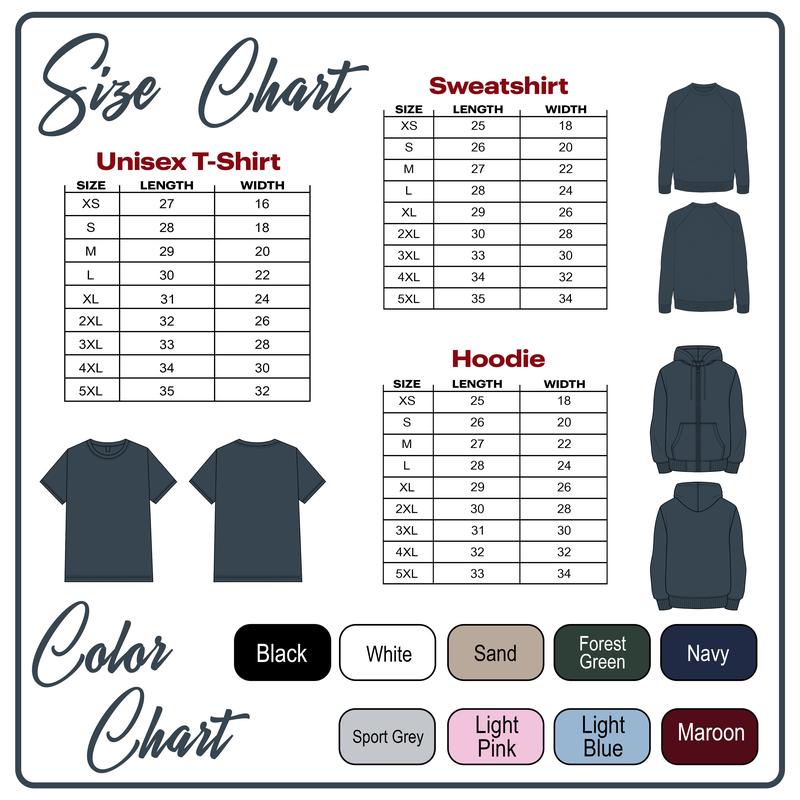 Size Chart
Unisex T-Shirt
SIZE LENGTH WIDTH
XS 27 16
S 28 18
M 29 20
L 30 22
XL 31 24
2XL 32 26
3XL 33 28
4XL 34 30
5XL 35 32
Sweatshirt
SIZE LENGTH WIDTH
XS 25 18
S 26 20
M 27 22
L 28 24
XL 29 26
2XL 30 28
3XL 33 30
4XL 34 32
5XL 35 34
Hoodie
SIZE LENGTH WIDTH
XS 25 18
S 26 20
M 27 22
L 28 24
XL 29 26
2XL 30 28
3XL 31 30
4XL 32 32
5XL 33 34
Color
Chart
Black
White
Sand
Forest
Green
Navy
Sport Grey
Light
Pink
Light
Blue
Maroon